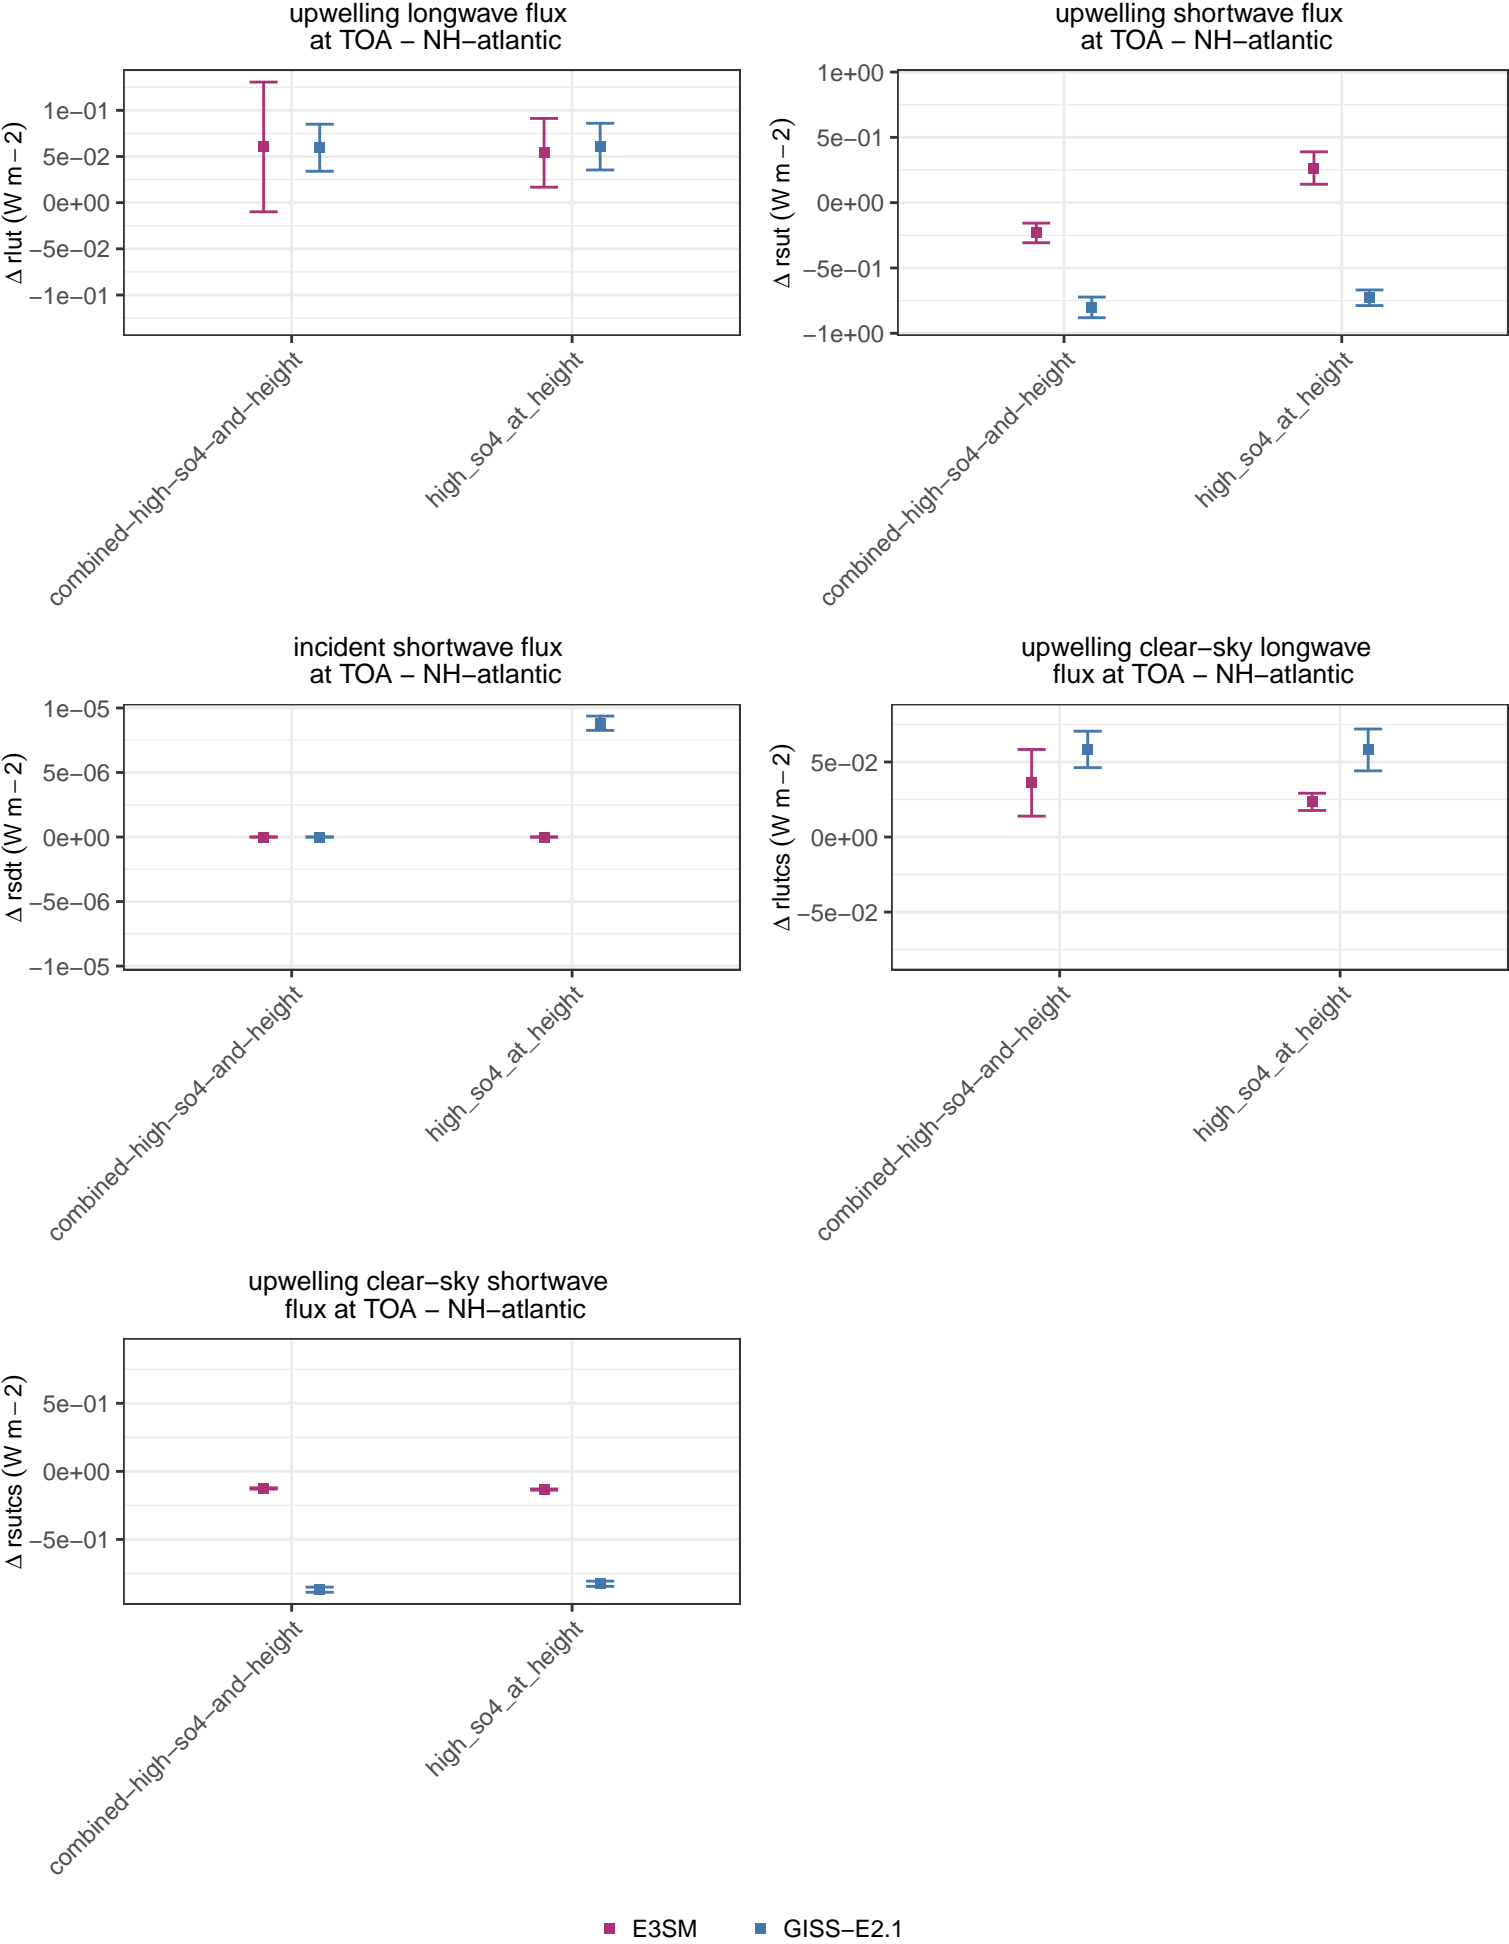 upwelling longwave flux
at TOA − NH−atlantic
Δ rlut (W m−2)
1e−01
5e−02
0e+00
−5e−02
−1e−01
combined−high−so4−and−height
high_so4_at_height
upwelling shortwave flux
at TOA − NH−atlantic
Δ rsut (W m−2)
1e+00
5e−01
0e+00
−5e−01
−1e+00
combined−high−so4−and−height
high_so4_at_height
incident shortwave flux
at TOA − NH−atlantic
Δ rsdt (W m−2)
1e−05
5e−06
0e+00
−5e−06
−1e−05
combined−high−so4−and−height
high_so4_at_height
upwelling clear−sky longwave
flux at TOA − NH−atlantic
Δ rlutcs (W m−2)
5e−02
0e+00
−5e−02
combined−high−so4−and−height
high_so4_at_height
upwelling clear−sky shortwave
flux at TOA − NH−atlantic
Δ rsutcs (W m−2)
5e−01
0e+00
−5e−01
combined−high−so4−and−height
high_so4_at_height
E3SM
GISS−E2.1